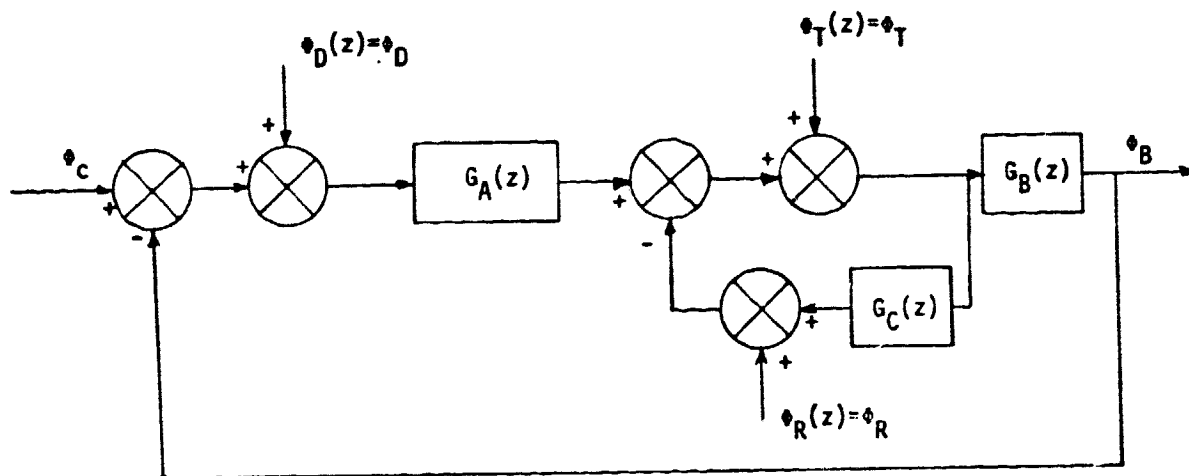 Φ_D(z)=Φ_D
Φ_T(z)=Φ_T
+
+
Φ_C
+
G_A(z)
+
G_B(z)
Φ_B
+
+
-
-
G_C(z)
+
+
Φ_R(z)=Φ_R